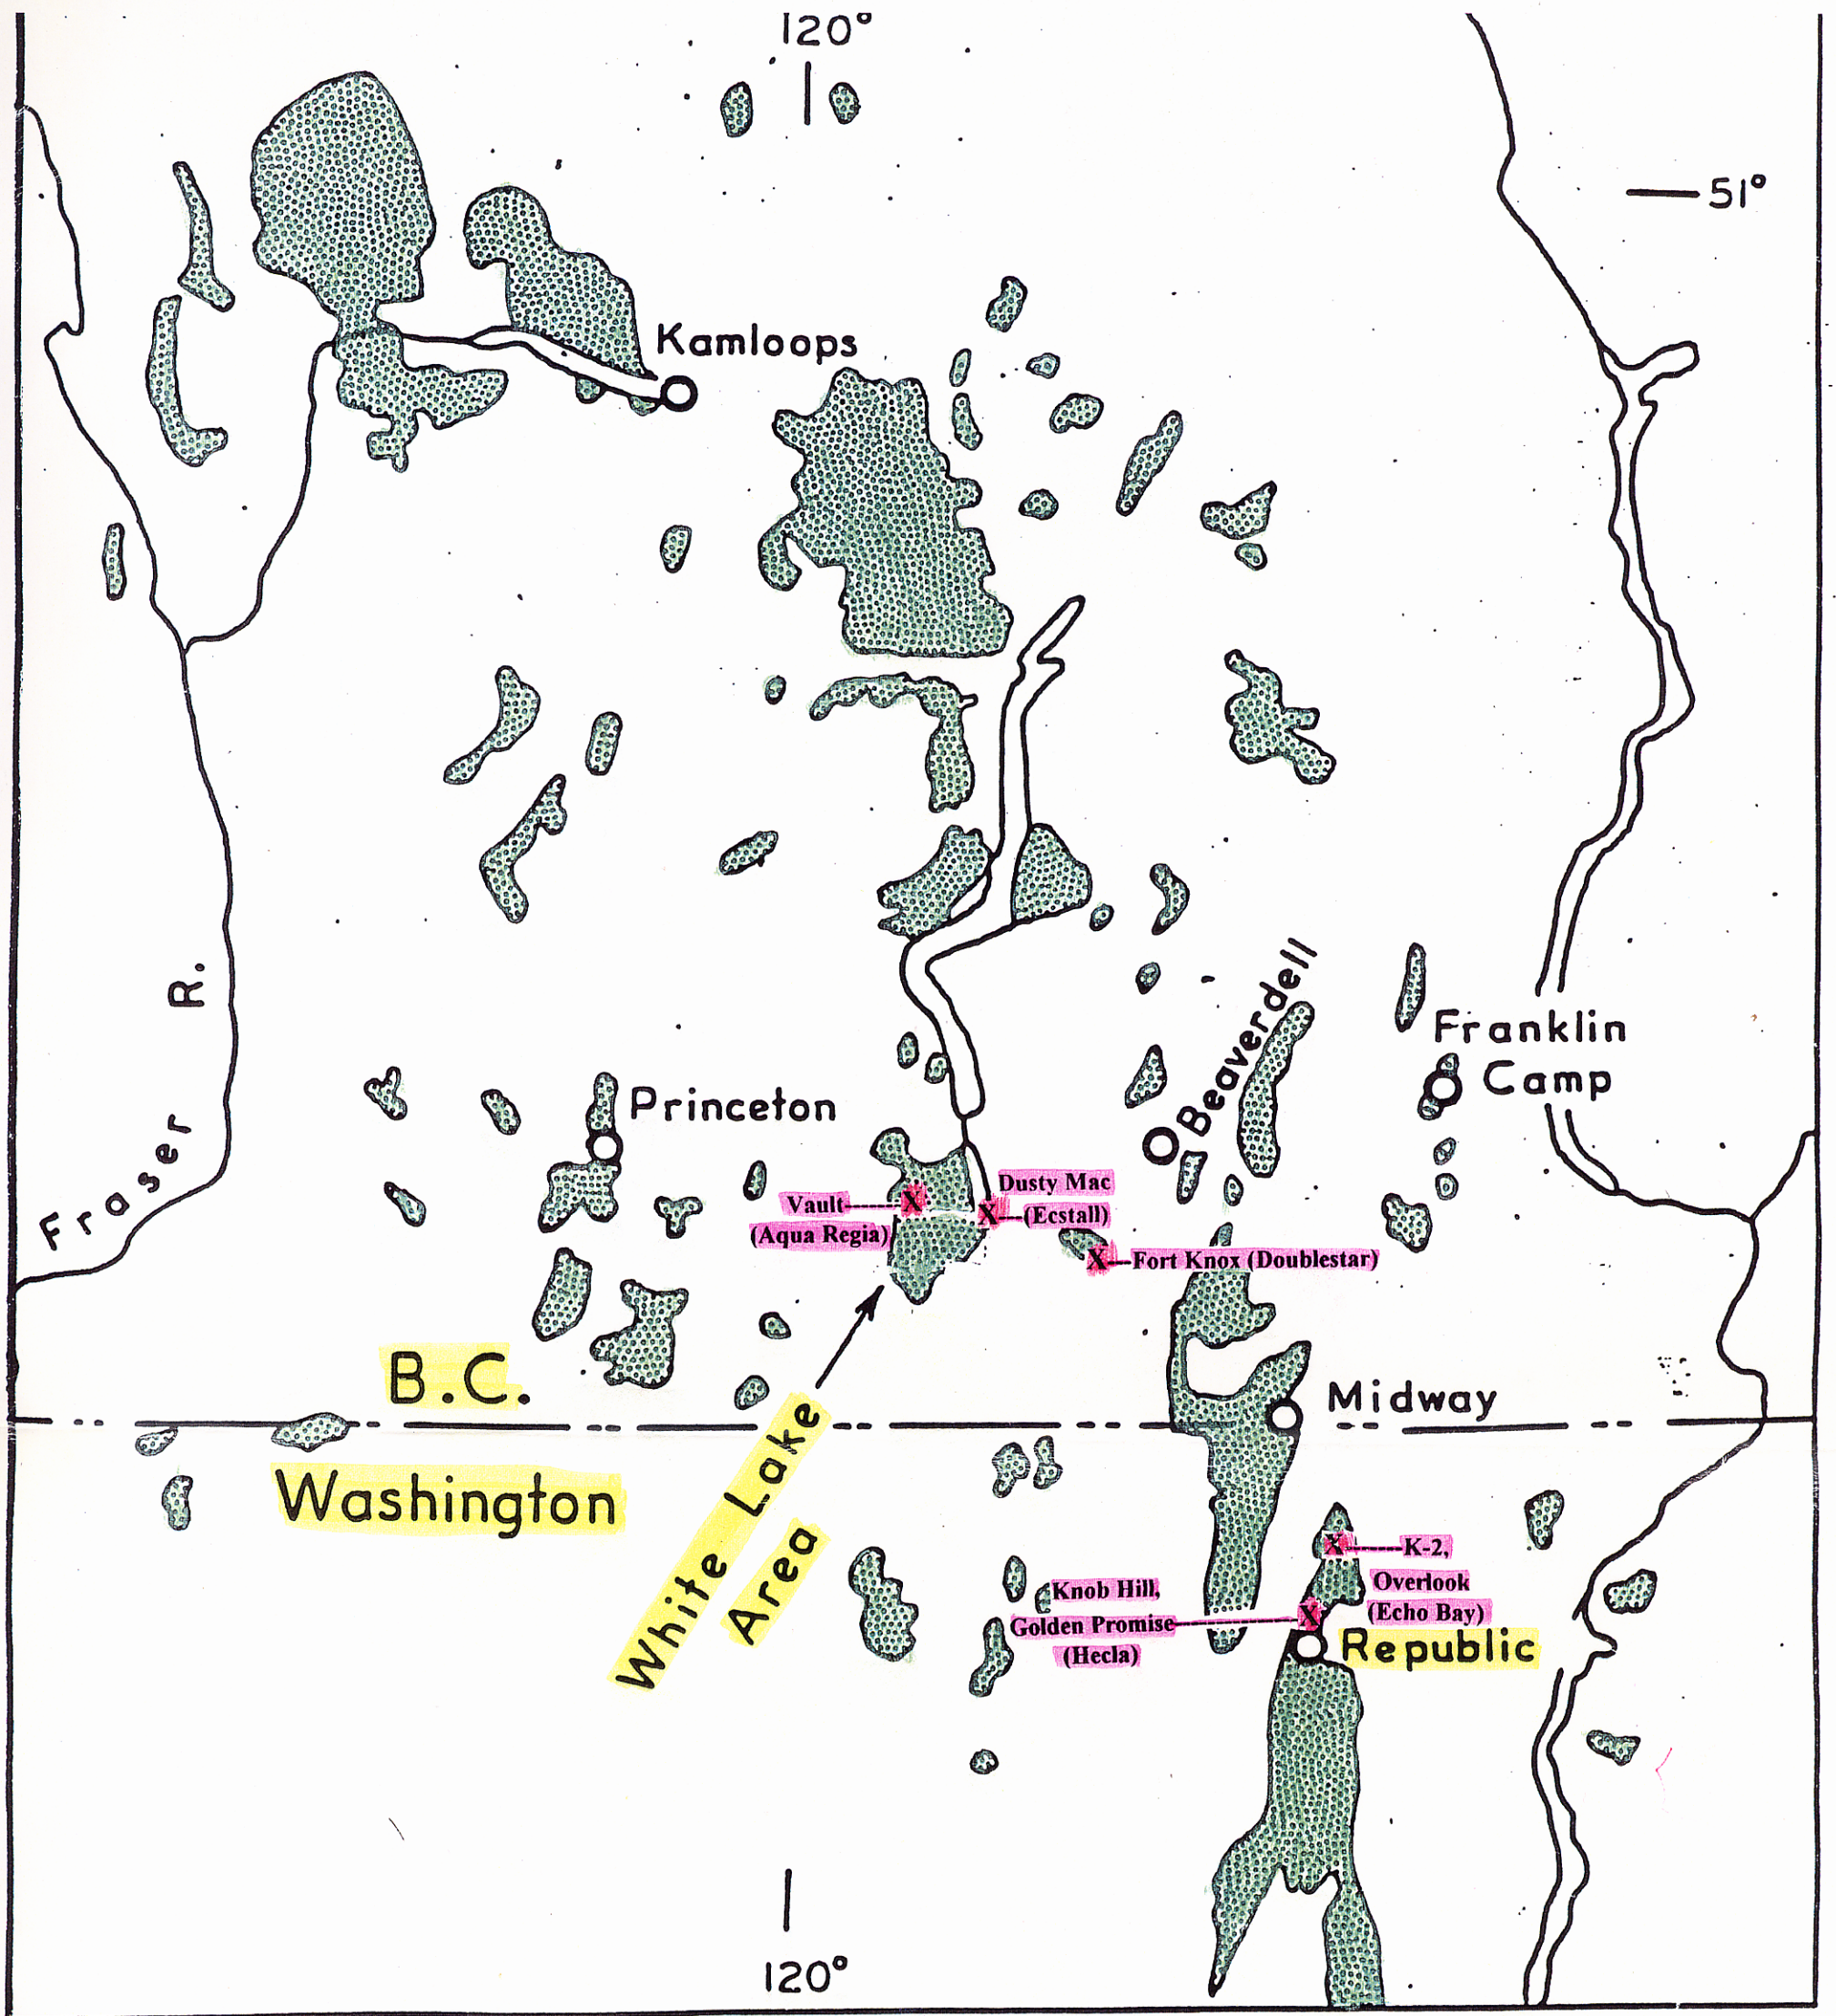 120°
51°
Kamloops
Fraser R.
Beaverdell
Franklin
Camp
Princeton
Dusty Mac
(Ecstall)
Vault
(Aqua Regia)
Fort Knox (Doublestar)
B.C.
Midway
Washington
White Lake
Area
K-2,
Overlook
(Echo Bay)
Knob Hill,
Golden Promise
(Hecla)
Republic
120°
X
X
X
X
X